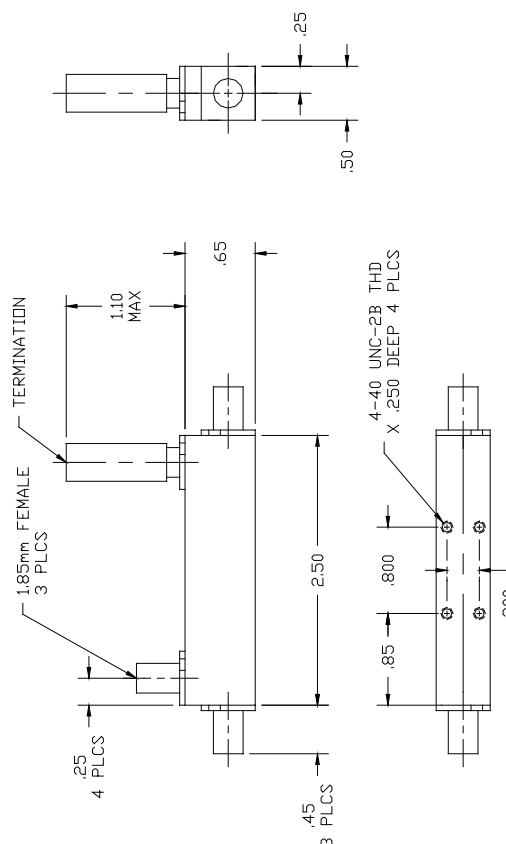 .25
.50
TERMINATION
1.10
MAX
.65
1.85mm FEMALE
3 PLCS
4-40 UNC-2B THD
X .250 DEEP 4 PLCS
2.50
.800
.85
.25
4 PLCS
.45
3 PLCS